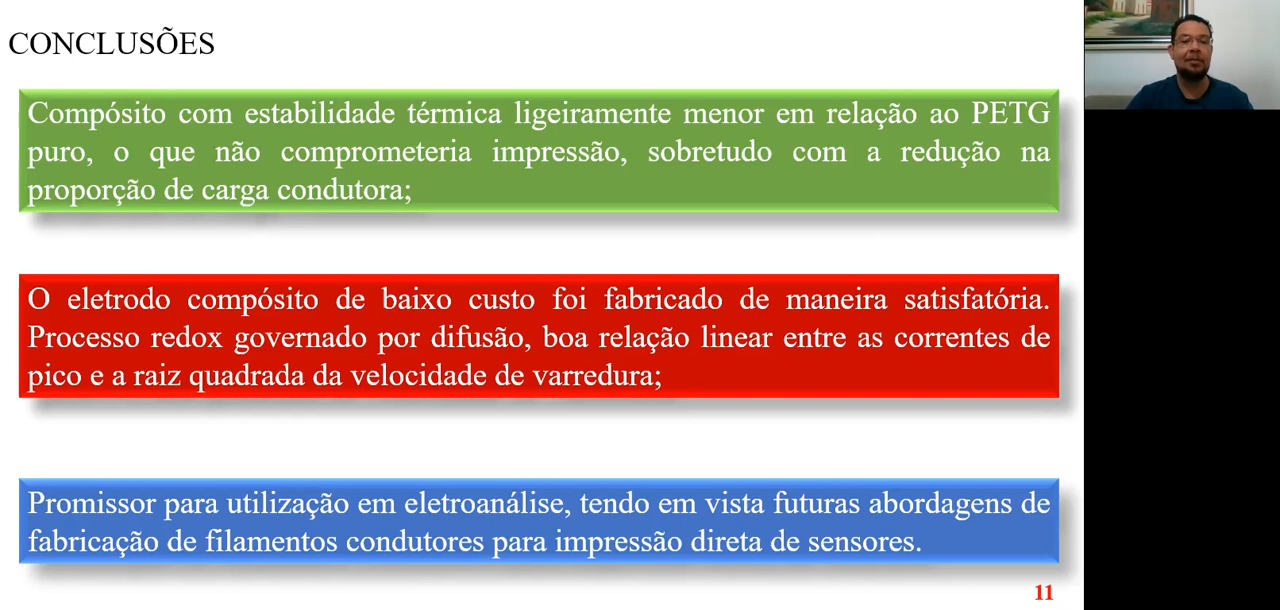 CONCLUSÕES
Compósito com estabilidade térmica ligeiramente menor em relação ao PETG
puro, o que não comprometeria impressão, sobretudo com a redução na
proporção de carga condutora;
O eletrodo compósito de baixo custo foi fabricado de maneira satisfatória.
Processo redox governado por difusão, boa relação linear entre as correntes de
pico e a raiz quadrada da velocidade de varredura;
Promissor para utilização em eletroanálise, tendo em vista futuras abordagens de
fabricação de filamentos condutores para impressão direta de sensores.
11